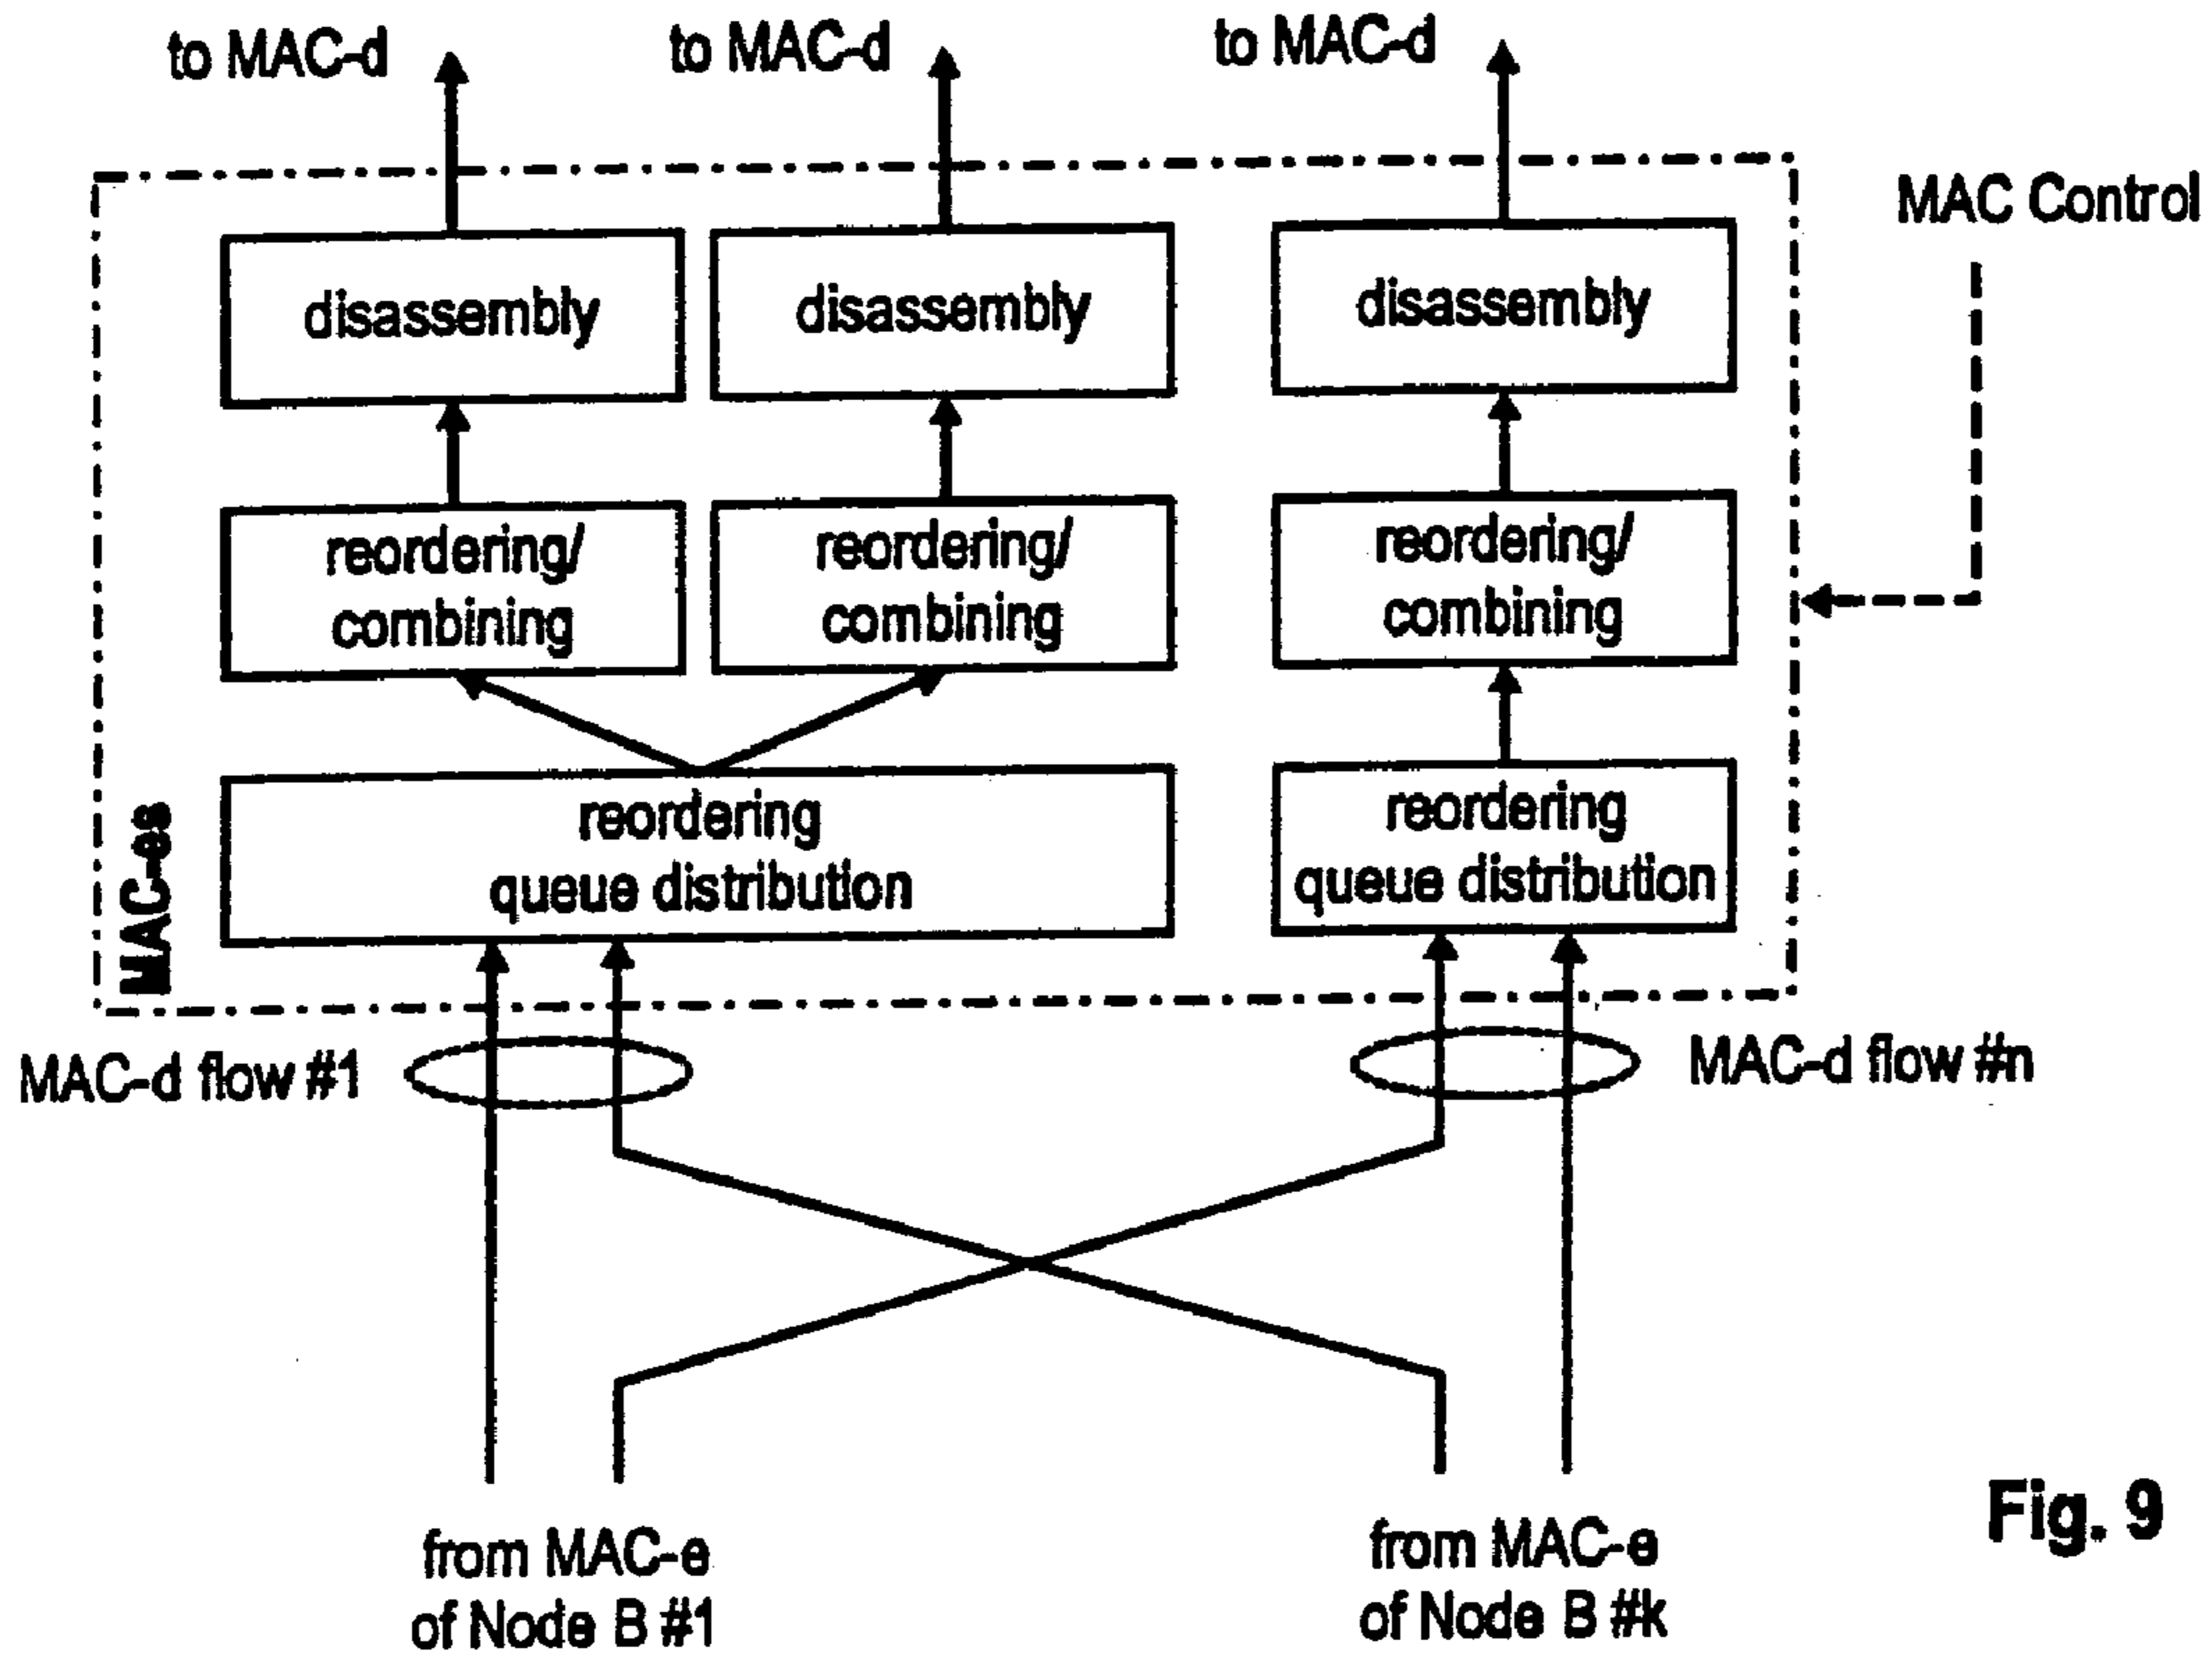 to MAC-d
to MAC-d
to MAC-d
MAC Control
disassembly
disassembly
disassembly
reordering/
combining
reordering/
combining
reordering/
combining
reordering
queue distribution
reordering
queue distribution
MAC-es
MAC-d flow #1
MAC-d flow #n
from MAC-e
of Node B #1
from MAC-e
of Node B #k
Fig. 9